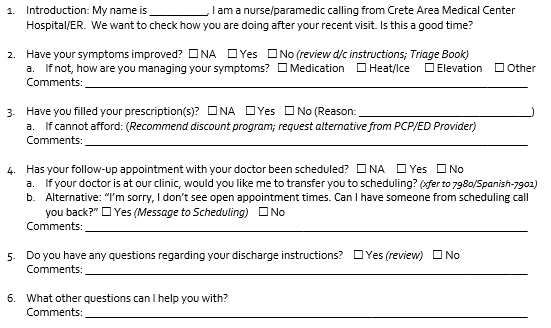 1. Introduction: My name is __________, I am a nurse/paramedic calling from Crete Area Medical Center
Hospital/ER. We want to check how you are doing after your recent visit. Is this a good time?
2. Have your symptoms improved? ☐ NA ☐ Yes ☐ No (review d/c instructions; Triage Book)
a. If not, how are you managing your symptoms? ☐ Medication ☐ Heat/Ice ☐ Elevation ☐ Other
Comments: __________
3. Have you filled your prescription(s)? ☐ NA ☐ Yes ☐ No (Reason: __________)
a. If cannot afford: (Recommend discount program; request alternative from PCP/ED Provider)
Comments: __________
4. Has your follow-up appointment with your doctor been scheduled? ☐ NA ☐ Yes ☐ No
a. If your doctor is at our clinic, would you like me to transfer you to scheduling? (xfer to 7980/Spanish-7902)
b. Alternative: “I’m sorry, I don’t see open appointment times. Can I have someone from scheduling call
you back?” ☐ Yes (Message to Scheduling) ☐ No
Comments: __________
5. Do you have any questions regarding your discharge instructions? ☐ Yes (review) ☐ No
Comments: __________
6. What other questions can I help you with?
Comments: __________